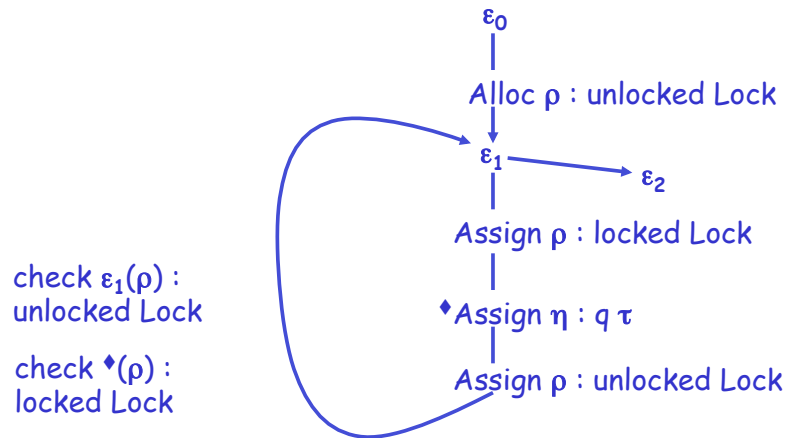 ε₀
Alloc ρ : unlocked Lock
ε₁
ε₂
Assign ρ : locked Lock
check ε₁(ρ) :
unlocked Lock
♦Assign η : q τ
check ♦(ρ) :
locked Lock
Assign ρ : unlocked Lock